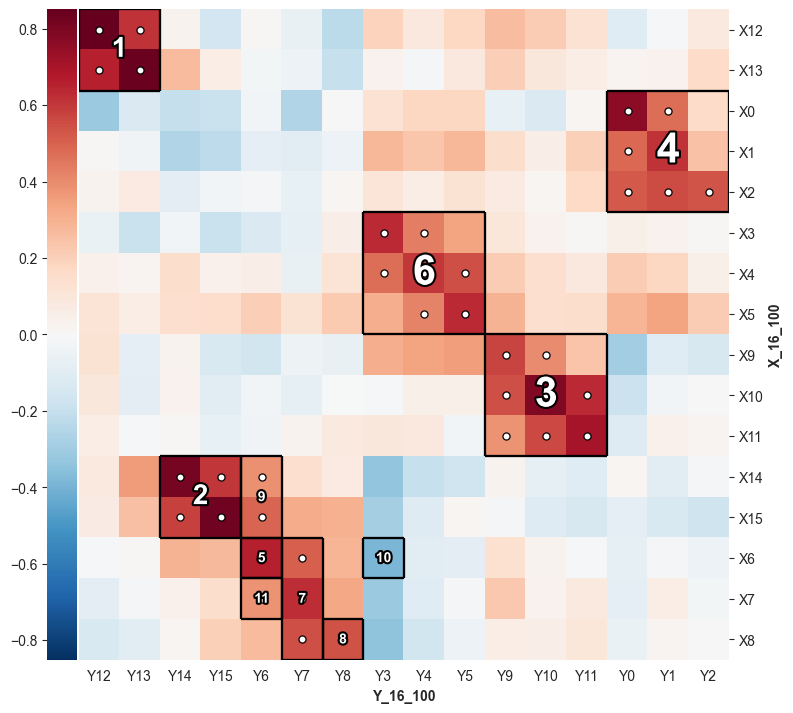 0.8
0.6
0.4
0.2
0.0
−0.2
−0.4
−0.6
−0.8
1
4
6
3
2
9
5
10
11
7
8
X12
X13
X0
X1
X2
X3
X4
X5
X9
X10
X11
X14
X15
X6
X7
X8
X_16_100
Y12 Y13 Y14 Y15 Y6 Y7 Y8 Y3 Y4 Y5 Y9 Y10 Y11 Y0 Y1 Y2
Y_16_100